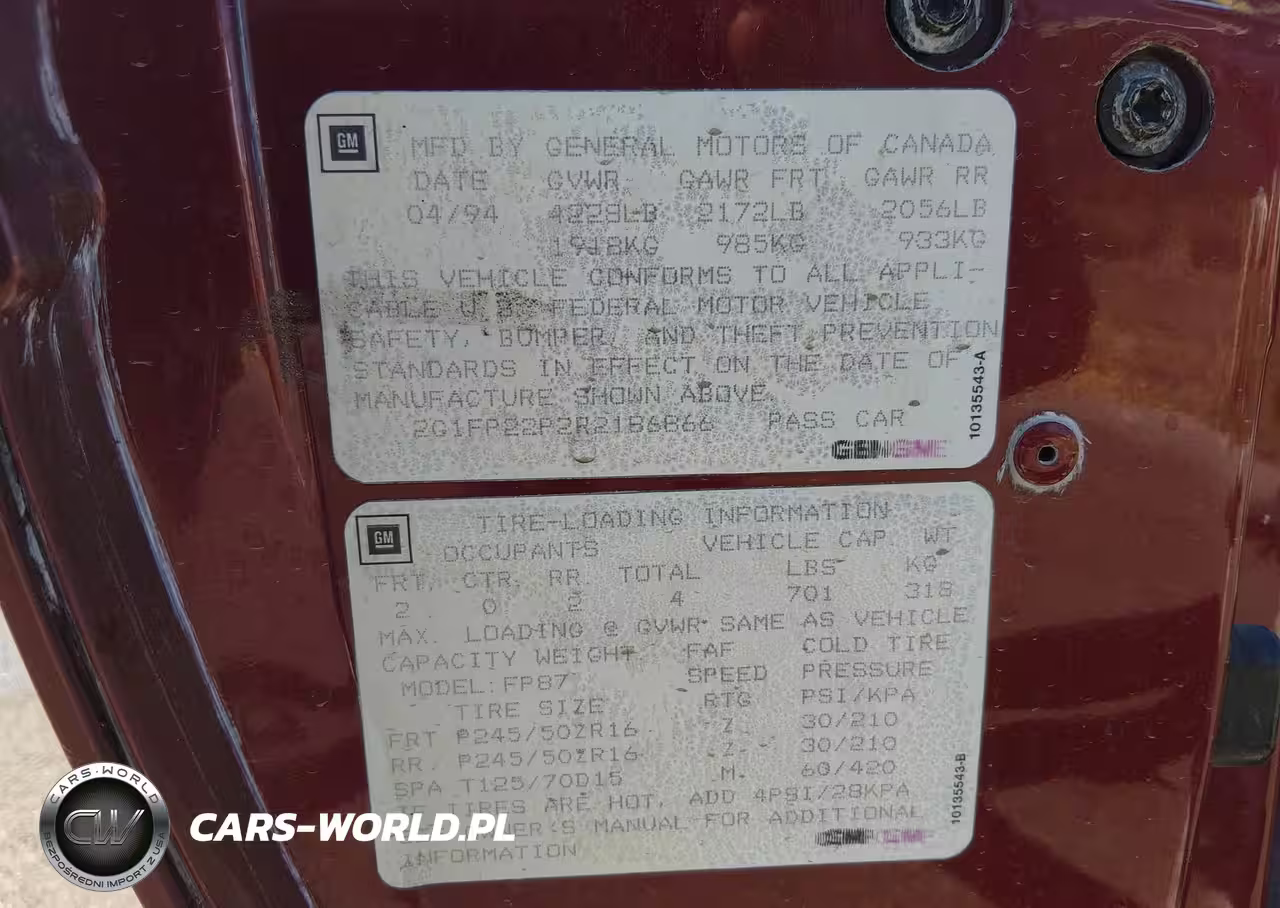 GM
MFD BY GENERAL MOTORS OF CANADA
DATE GVWR GAWR FRT GAWR RR
04/94 4228LB 2172LB 2056LB
1918KG 985KG 933KG
THIS VEHICLE CONFORMS TO ALL APPLI-
CABLE U.S. FEDERAL MOTOR VEHICLE
SAFETY, BUMPER, AND THEFT PREVENTION
STANDARDS IN EFFECT ON THE DATE OF
MANUFACTURE SHOWN ABOVE.
2G1FP22P2R2186866 PASS CAR
10135543-A
GM
TIRE-LOADING INFORMATION
OCCUPANTS VEHICLE CAP. WT.
FRT. CTR. RR. TOTAL LBS KG
2 0 2 4 701 318
MAX. LOADING @ GVWR SAME AS VEHICLE
CAPACITY WEIGHT FAF COLD TIRE
MODEL:FP87 SPEED PRESSURE
TIRE SIZE RTG PSI/KPA
FRT P245/50ZR16 Z 30/210
RR. P245/50ZR16 Z 30/210
SPA T125/70D15 M 60/420
IF TIRES ARE HOT, ADD 4PSI/28KPA
MANUAL FOR ADDITIONAL
INFORMATION
10135543-B
CARS-WORLD
CW
BEZPOŚREDNI IMPORT Z USA
CARS-WORLD.PL